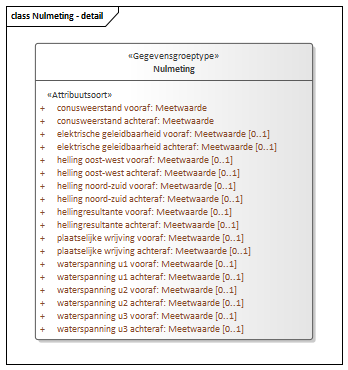 class Nulmeting - detail
«Gegevensgroeptype»
Nulmeting
«Attribuutsoort»
+ conusweerstand vooraf: Meetwaarde
+ conusweerstand achteraf: Meetwaarde
+ elektrische geleidbaarheid vooraf: Meetwaarde [0..1]
+ elektrische geleidbaarheid achteraf: Meetwaarde [0..1]
+ helling oost-west vooraf: Meetwaarde [0..1]
+ helling oost-west achteraf: Meetwaarde [0..1]
+ helling noord-zuid vooraf: Meetwaarde [0..1]
+ helling noord-zuid achteraf: Meetwaarde [0..1]
+ hellingresultante vooraf: Meetwaarde [0..1]
+ hellingresultante achteraf: Meetwaarde [0..1]
+ plaatselijke wrijving vooraf: Meetwaarde [0..1]
+ plaatselijke wrijving achteraf: Meetwaarde [0..1]
+ waterspanning u1 vooraf: Meetwaarde [0..1]
+ waterspanning u1 achteraf: Meetwaarde [0..1]
+ waterspanning u2 vooraf: Meetwaarde [0..1]
+ waterspanning u2 achteraf: Meetwaarde [0..1]
+ waterspanning u3 vooraf: Meetwaarde [0..1]
+ waterspanning u3 achteraf: Meetwaarde [0..1]